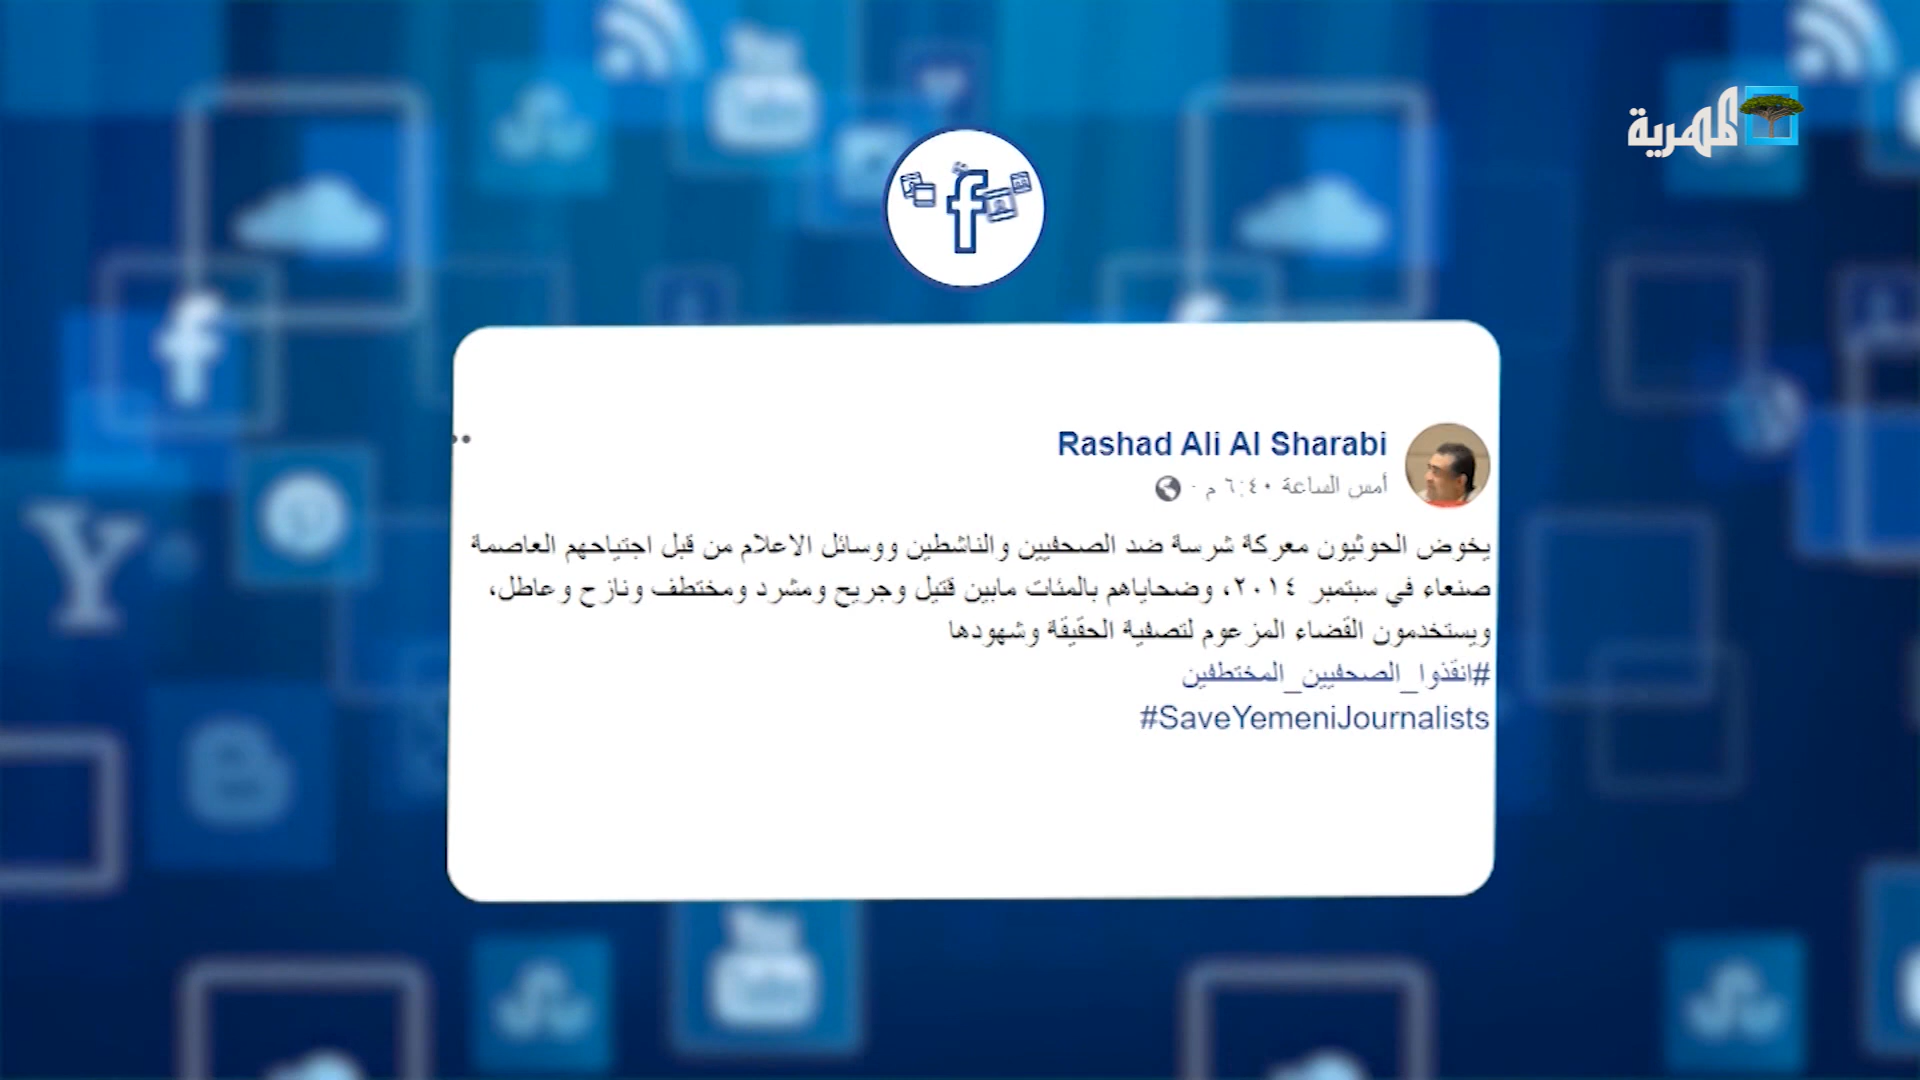 المهرية
Rashad Ali Al Sharabi
أمس الساعة ٦:٤٠ م ·
يخوض الحوثيون معركة شرسة ضد الصحفيين والناشطين ووسائل الاعلام من قبل اجتياحهم العاصمة
صنعاء في سبتمبر ٢٠١٤، وضحاياهم بالمئات مابين قتيل وجريح ومشرد ومختطف ونازح وعاطل،
ويستخدمون القضاء المزعوم لتصفية الحقيقة وشهودها
#انقذوا_الصحفيين_المختطفين
#SaveYemeniJournalists